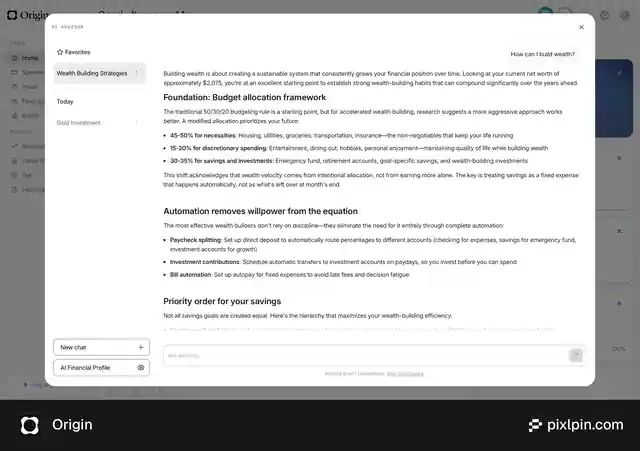 Origin
AI ADVISOR
Favorites
Wealth Building Strategies
Today
Gold Investment
New chat
AI Financial Profile
How can I build wealth?
Building wealth is about creating a sustainable system that consistently grows your financial position over time. Looking at your current net worth of
approximately $2,075, you're at an excellent starting point to establish strong wealth-building habits that can compound significantly over the years ahead.
Foundation: Budget allocation framework
The traditional 50/30/20 budgeting rule is a starting point, but for accelerated wealth building, research suggests a more aggressive approach works
better. A modified allocation prioritizes your future:
• 45-50% for necessities: Housing, utilities, groceries, transportation, insurance—the non-negotiables that keep your life running
• 15-20% for discretionary spending: Entertainment, dining out, hobbies, personal enjoyment—maintaining quality of life while building wealth
• 30-35% for savings and investments: Emergency fund, retirement accounts, goal-specific savings, and wealth-building investments
This shift acknowledges that wealth velocity comes from intentional allocation, not from earning more alone. The key is treating savings as a fixed expense
that happens automatically, not as what's left over at month's end.
Automation removes willpower from the equation
The most effective wealth builders don't rely on discipline—they eliminate the need for it entirely through complete automation:
• Paycheck splitting: Set up direct deposit to automatically route percentages to different accounts (checking for expenses, savings for emergency fund,
investment accounts for growth)
• Investment contributions: Schedule automatic transfers to investment accounts on paydays, so you invest before you can spend
• Bill automation: Set up autopay for fixed expenses to avoid late fees and decision fatigue
Priority order for your savings
Not all savings goals are created equal. Here's the hierarchy that maximizes your wealth-building efficiency:
Ask anything
Home
Origin
pixlpin.com